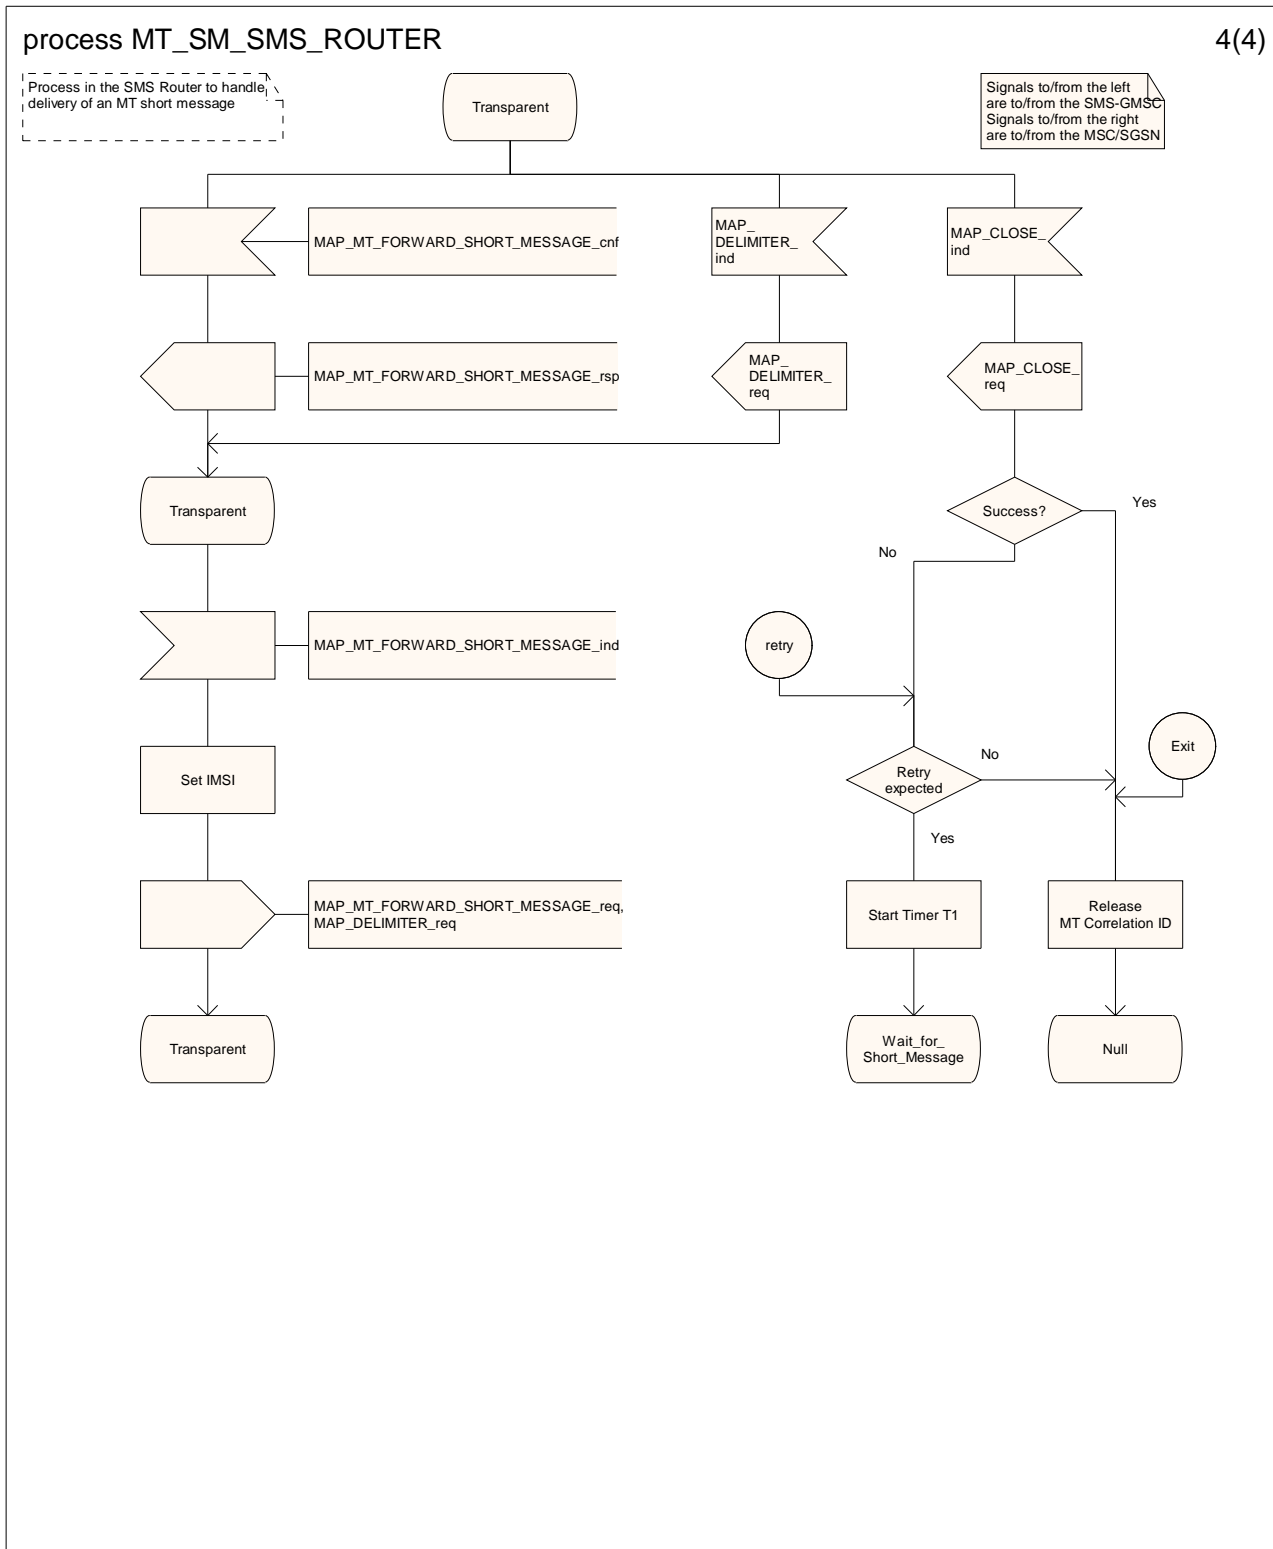 process MT_SM_SMS_ROUTER
4(4)
Process in the SMS Router to handle
delivery of an MT short message
Transparent
Signals to/from the left
are to/from the SMS-GMSC
Signals to/from the right
are to/from the MSC/SGSN
MAP_MT_FORWARD_SHORT_MESSAGE_cnf
MAP_
DELIMITER_
ind
MAP_CLOSE_
ind
MAP_MT_FORWARD_SHORT_MESSAGE_rsp
MAP_
DELIMITER_
req
MAP_CLOSE_
req
Transparent
Success?
Yes
No
MAP_MT_FORWARD_SHORT_MESSAGE_ind
retry
Set IMSI
Retry
expected
No
Exit
Yes
MAP_MT_FORWARD_SHORT_MESSAGE_req,
MAP_DELIMITER_req
Start Timer T1
Release
MT Correlation ID
Transparent
Wait_for_
Short_Message
Null